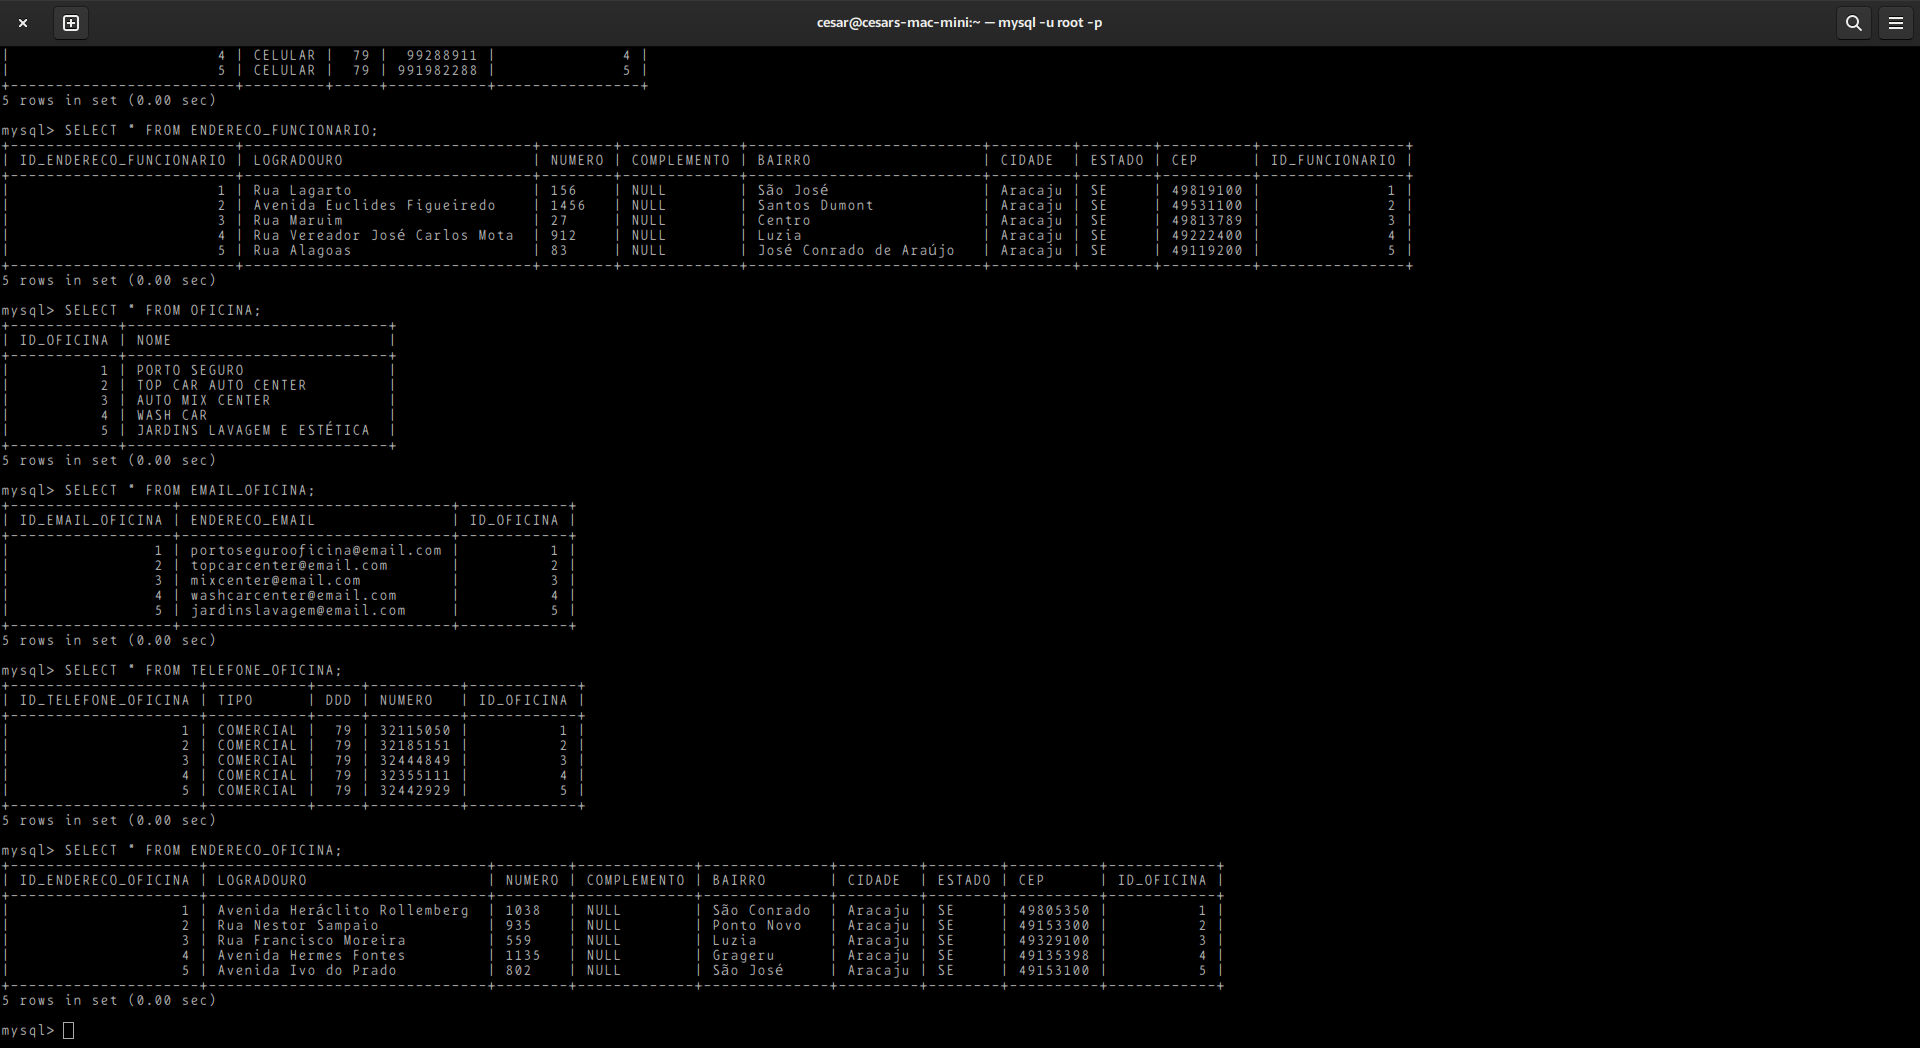 cesar@cesars-mac-mini:~ — mysql -u root -p
| 4 | CELULAR | 79 | 99288911 | 4 |
| 5 | CELULAR | 79 | 991982288 | 5 |
5 rows in set (0.00 sec)
mysql> SELECT * FROM ENDERECO_FUNCIONARIO;
| ID_ENDERECO_FUNCIONARIO | LOGRADOURO | NUMERO | COMPLEMENTO | BAIRRO | CIDADE | ESTADO | CEP | ID_FUNCIONARIO |
| 1 | Rua Lagarto | 156 | NULL | São José | Aracaju | SE | 49819100 | 1 |
| 2 | Avenida Euclides Figueiredo | 1456 | NULL | Santos Dumont | Aracaju | SE | 49531100 | 2 |
| 3 | Rua Maruim | 27 | NULL | Centro | Aracaju | SE | 49813789 | 3 |
| 4 | Rua Vereador José Carlos Mota | 912 | NULL | Luzia | Aracaju | SE | 49222400 | 4 |
| 5 | Rua Alagoas | 83 | NULL | José Conrado de Araújo | Aracaju | SE | 49119200 | 5 |
5 rows in set (0.00 sec)
mysql> SELECT * FROM OFICINA;
| ID_OFICINA | NOME |
| 1 | PORTO SEGURO |
| 2 | TOP CAR AUTO CENTER |
| 3 | AUTO MIX CENTER |
| 4 | WASH CAR |
| 5 | JARDINS LAVAGEM E ESTÉTICA |
5 rows in set (0.00 sec)
mysql> SELECT * FROM EMAIL_OFICINA;
| ID_EMAIL_OFICINA | ENDERECO_EMAIL | ID_OFICINA |
| 1 | portosegurooficina@email.com | 1 |
| 2 | topcarcenter@email.com | 2 |
| 3 | mixcenter@email.com | 3 |
| 4 | washcarcenter@email.com | 4 |
| 5 | jardinslavagem@email.com | 5 |
5 rows in set (0.00 sec)
mysql> SELECT * FROM TELEFONE_OFICINA;
| ID_TELEFONE_OFICINA | TIPO | DDD | NUMERO | ID_OFICINA |
| 1 | COMERCIAL | 79 | 32115050 | 1 |
| 2 | COMERCIAL | 79 | 32185151 | 2 |
| 3 | COMERCIAL | 79 | 32444849 | 3 |
| 4 | COMERCIAL | 79 | 32355111 | 4 |
| 5 | COMERCIAL | 79 | 32442929 | 5 |
5 rows in set (0.00 sec)
mysql> SELECT * FROM ENDERECO_OFICINA;
| ID_ENDERECO_OFICINA | LOGRADOURO | NUMERO | COMPLEMENTO | BAIRRO | CIDADE | ESTADO | CEP | ID_OFICINA |
| 1 | Avenida Heráclito Rollemberg | 1038 | NULL | São Conrado | Aracaju | SE | 49805350 | 1 |
| 2 | Rua Nestor Sampaio | 935 | NULL | Ponto Novo | Aracaju | SE | 49153300 | 2 |
| 3 | Rua Francisco Moreira | 559 | NULL | Luzia | Aracaju | SE | 49329100 | 3 |
| 4 | Avenida Hermes Fontes | 1135 | NULL | Grageru | Aracaju | SE | 49135398 | 4 |
| 5 | Avenida Ivo do Prado | 802 | NULL | São José | Aracaju | SE | 49153100 | 5 |
5 rows in set (0.00 sec)
mysql>